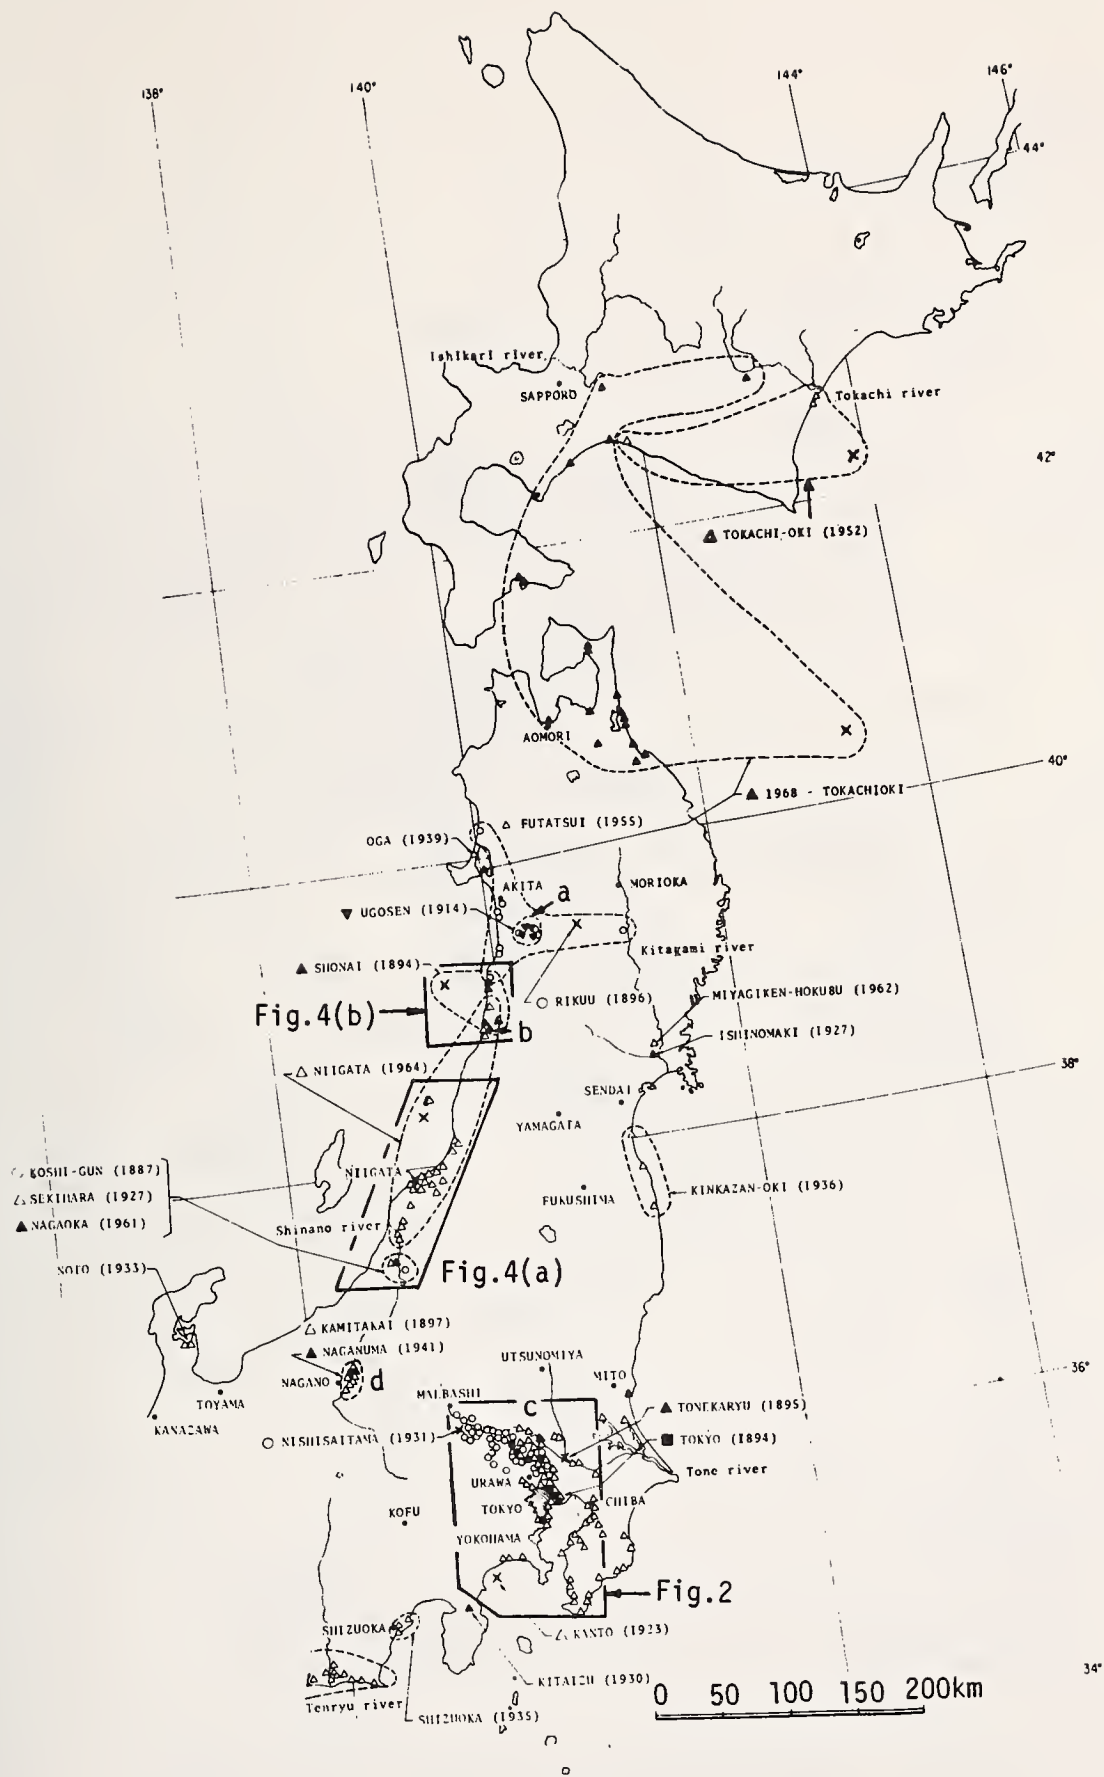 138°
140°
144°
146°
44°
Ishikari river
SAPPORO
Tokachi river
42°
TOKACHI-OKI (1952)
AOMORI
40°
1968 - TOKACHIOKI
FUTATSUI (1955)
OGA (1939)
AKITA
a
MORIOKA
UGOSEN (1914)
Kitagami river
SHONAI (1894)
RIKUU (1896)
MIYAGIKEN-HOKUBU (1962)
Fig.4(b)
b
ISHINOMAKI (1927)
NIIGATA (1964)
38°
SENDAI
YAMAGATA
KOSHI-GUN (1887)
NIIGATA
SEKIHARA (1927)
FUKUSHIMA
KINKAZAN-OKI (1936)
NAGAOKA (1961)
Shinano river
NOTO (1933)
Fig.4(a)
KAMITAKAI (1897)
NAGANUMA (1941)
UTSUNOMIYA
36°
NAGANO
d
MITO
TOYAMA
MAEBASHI
c
KANAZAWA
TONEKARYU (1895)
NISHISAITAMA (1931)
TOKYO (1894)
Tone river
URAWA
TOKYO
CHIBA
KOFU
YOKOHAMA
Fig.2
SHIZUOKA
KANTO (1923)
34°
KITAIZU (1930)
Tenryu river
SHIZUOKA (1935)
0 50 100 150 200km